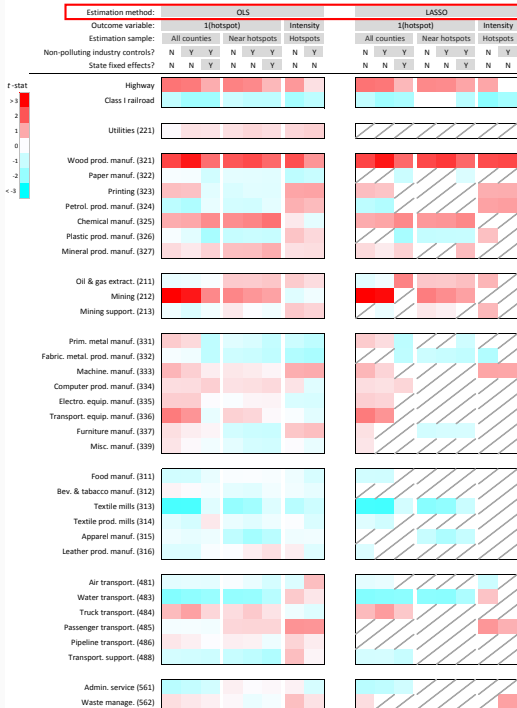 Estimation method: OLS LASSO
Outcome variable: 1(hotspot) Intensity 1(hotspot) Intensity
Estimation sample: All counties Near hotspots Hotspots All counties Near hotspots Hotspots
Non-polluting industry controls? N Y Y N Y Y N Y N Y Y N Y Y N Y
State fixed effects? N N Y N N Y N N N N Y N N Y N N
t-stat
> 3
2
1
0
-1
-2
< -3
Highway
Class I railroad
Utilities (221)
Wood prod. manuf. (321)
Paper manuf. (322)
Printing (323)
Petrol. prod. manuf. (324)
Chemical manuf. (325)
Plastic prod. manuf. (326)
Mineral prod. manuf. (327)
Oil & gas extract. (211)
Mining (212)
Mining support. (213)
Prim. metal manuf. (331)
Fabric. metal. prod. manuf. (332)
Machine. manuf. (333)
Computer prod. manuf. (334)
Electro. equip. manuf. (335)
Transport. equip. manuf. (336)
Furniture manuf. (337)
Misc. manuf. (339)
Food manuf. (311)
Bev. & tabacco manuf. (312)
Textile mills (313)
Textile prod. mills (314)
Apparel manuf. (315)
Leather prod. manuf. (316)
Air transport. (481)
Water transport. (483)
Truck transport. (484)
Passenger transport. (485)
Pipeline transport. (486)
Transport. support. (488)
Admin. service (561)
Waste manage. (562)